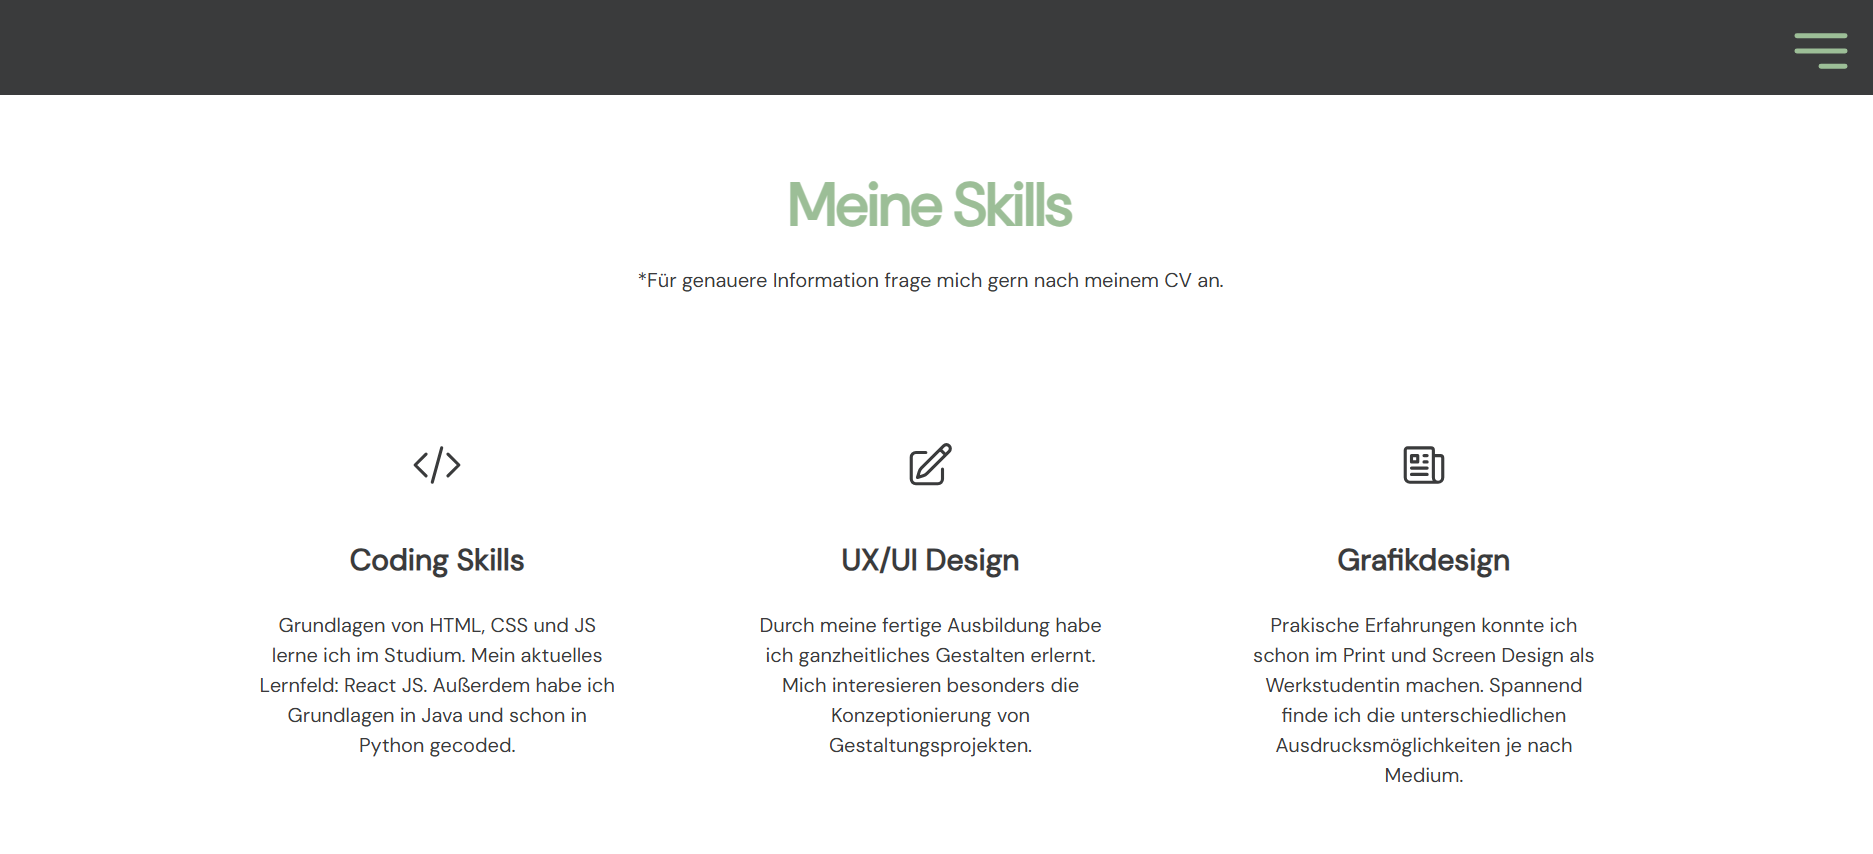 Meine Skills
*Für genauere Information frage mich gern nach meinem CV an.
Coding Skills
Grundlagen von HTML, CSS und JS
lerne ich im Studium. Mein aktuelles
Lernfeld: React JS. Außerdem habe ich
Grundlagen in Java und schon in
Python gecoded.
UX/UI Design
Durch meine fertige Ausbildung habe
ich ganzheitliches Gestalten erlernt.
Mich interesieren besonders die
Konzeptionierung von
Gestaltungsprojekten.
Grafikdesign
Prakische Erfahrungen konnte ich
schon im Print und Screen Design als
Werkstudentin machen. Spannend
finde ich die unterschiedlichen
Ausdrucksmöglichkeiten je nach
Medium.